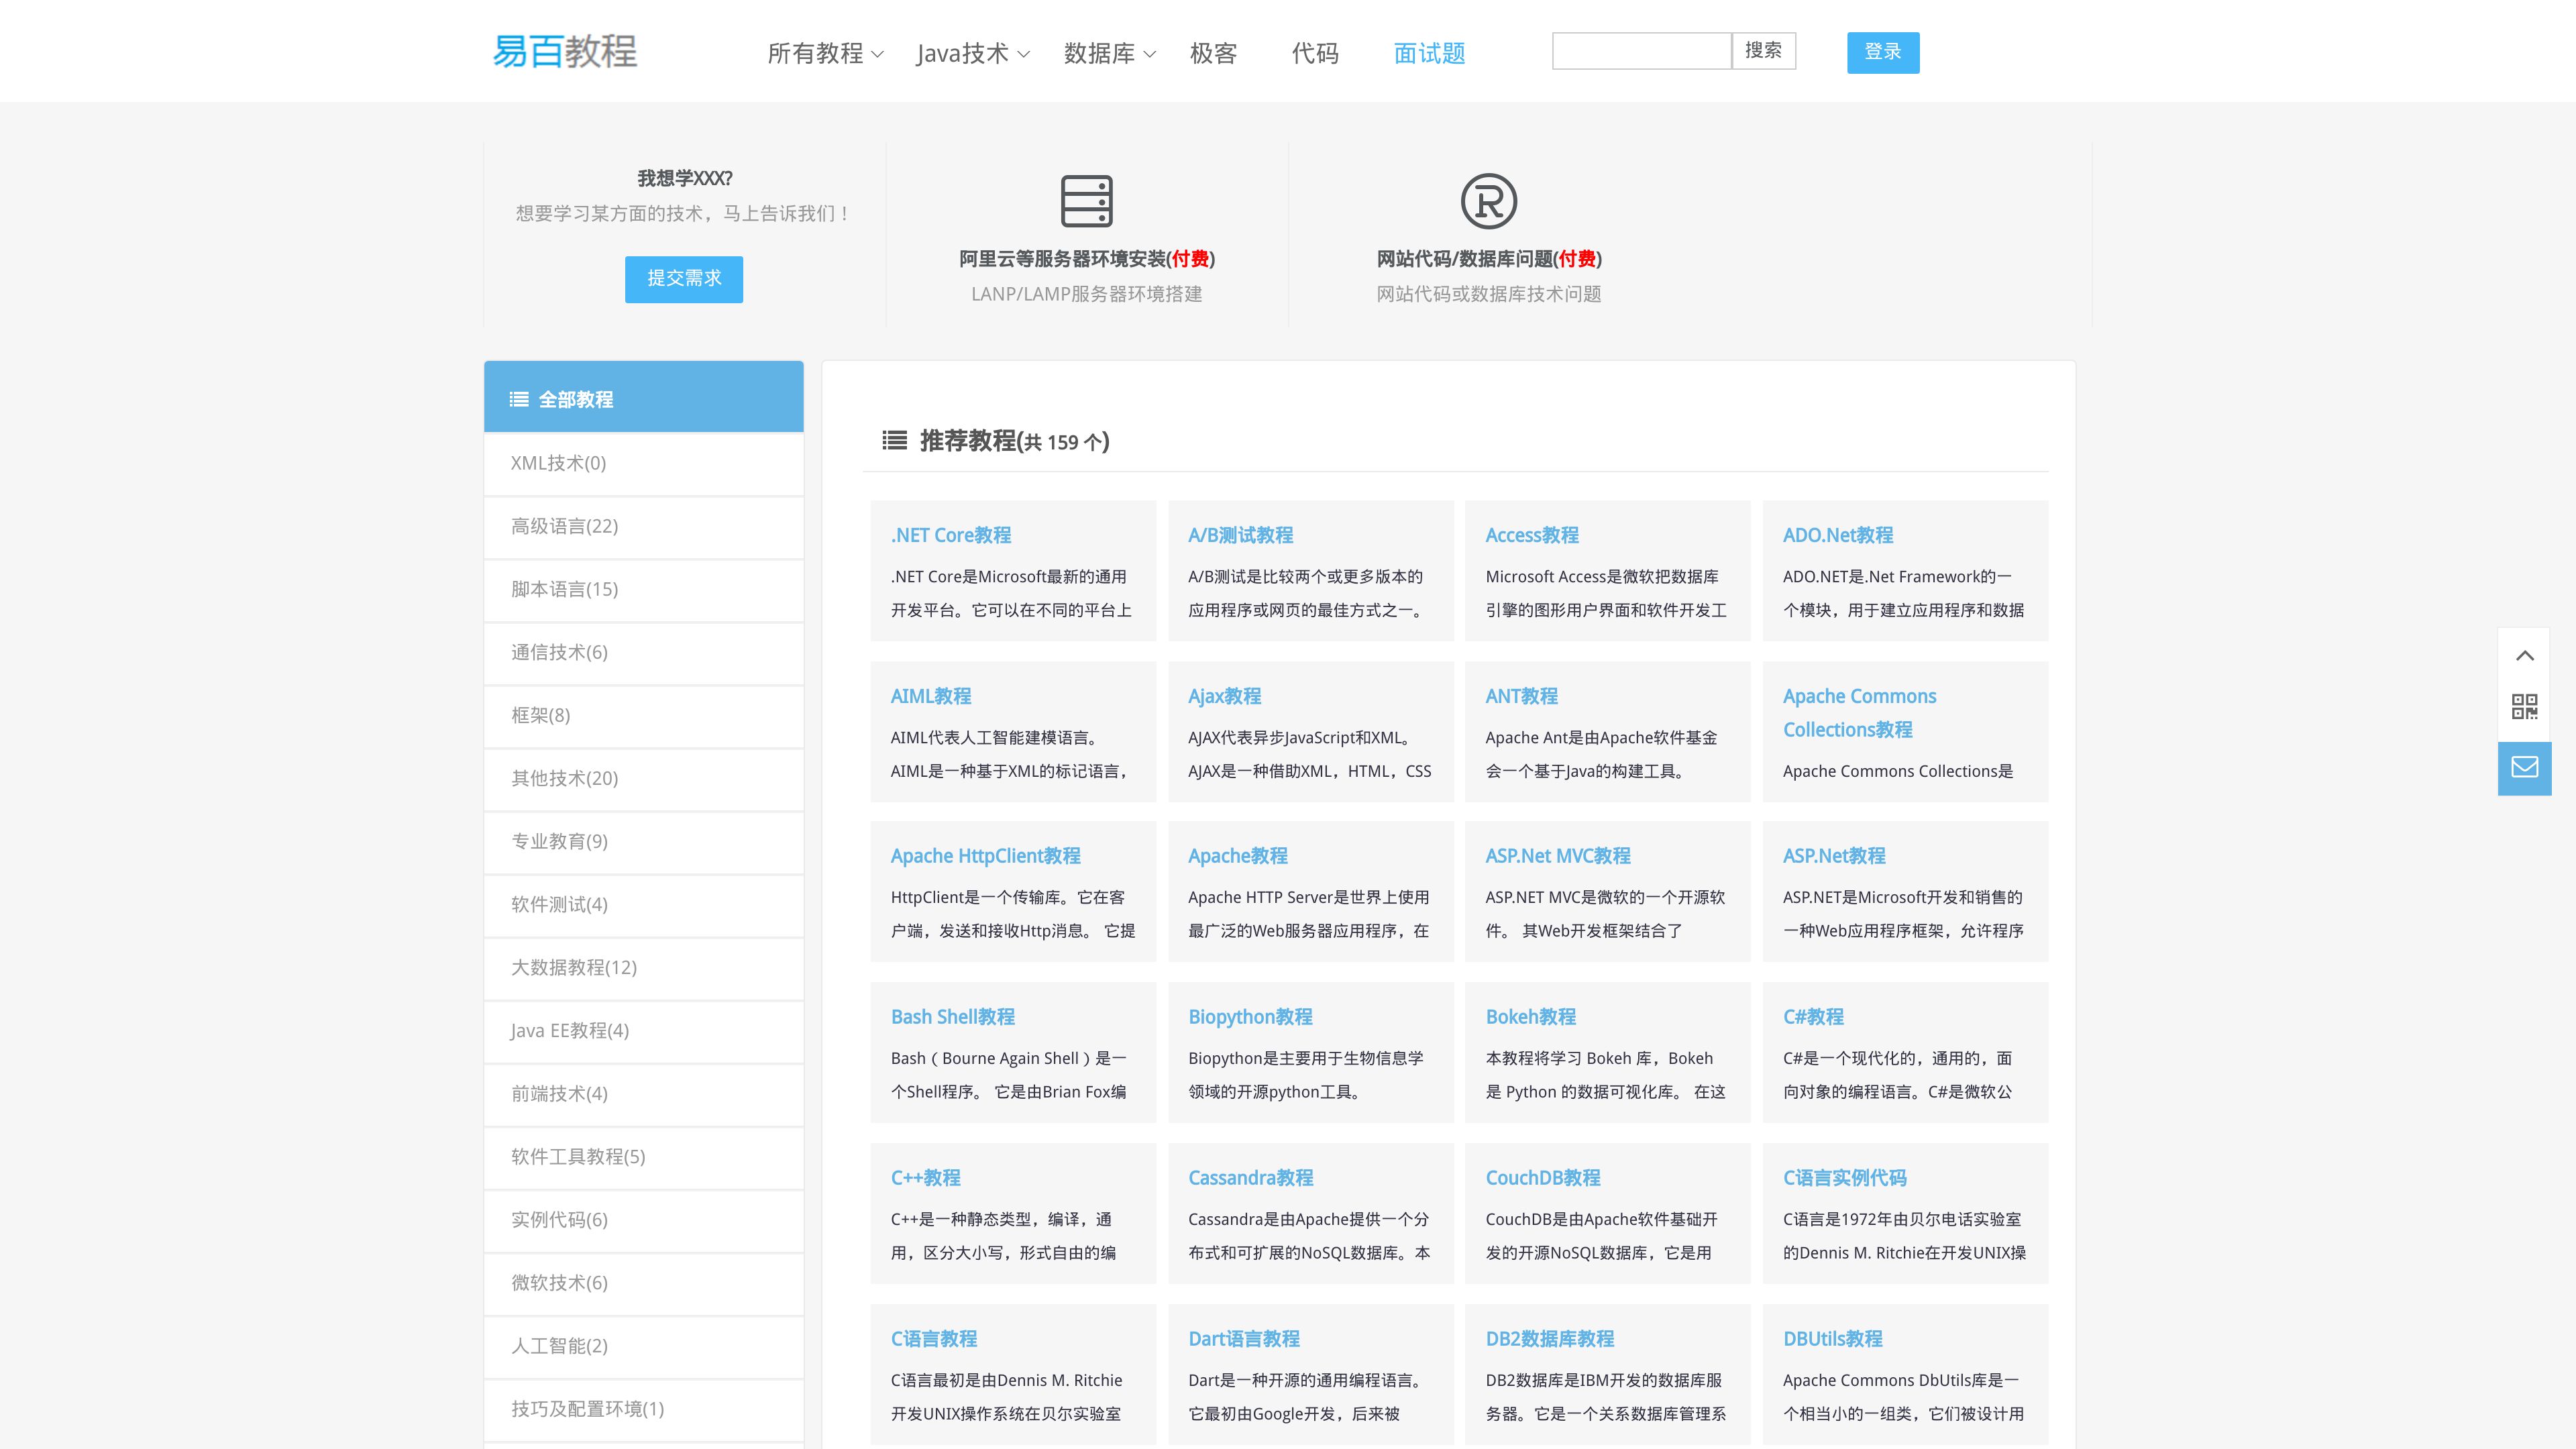 易百教程
所有教程
Java技术
数据库
极客
代码
面试题
搜索
登录
我想学XXX?
想要学习某方面的技术，马上告诉我们！
提交需求
阿里云等服务器环境安装(付费)
LANP/LAMP服务器环境搭建
网站代码/数据库问题(付费)
网站代码或数据库技术问题
全部教程
XML技术(0)
高级语言(22)
脚本语言(15)
通信技术(6)
框架(8)
其他技术(20)
专业教育(9)
软件测试(4)
大数据教程(12)
Java EE教程(4)
前端技术(4)
软件工具教程(5)
实例代码(6)
微软技术(6)
人工智能(2)
技巧及配置环境(1)
推荐教程(共 159 个)
.NET Core教程
.NET Core是Microsoft最新的通用
开发平台。它可以在不同的平台上
A/B测试教程
A/B测试是比较两个或更多版本的
应用程序或网页的最佳方式之一。
Access教程
Microsoft Access是微软把数据库
引擎的图形用户界面和软件开发工
ADO.Net教程
ADO.NET是.Net Framework的一
个模块，用于建立应用程序和数据
AIML教程
AIML代表人工智能建模语言。
AIML是一种基于XML的标记语言，
Ajax教程
AJAX代表异步JavaScript和XML。
AJAX是一种借助XML，HTML，CSS
ANT教程
Apache Ant是由Apache软件基金
会一个基于Java的构建工具。
Apache Commons
Collections教程
Apache Commons Collections是
Apache HttpClient教程
HttpClient是一个传输库。它在客
户端，发送和接收Http消息。 它提
Apache教程
Apache HTTP Server是世界上使用
最广泛的Web服务器应用程序，在
ASP.Net MVC教程
ASP.NET MVC是微软的一个开源软
件。 其Web开发框架结合了
ASP.Net教程
ASP.NET是Microsoft开发和销售的
一种Web应用程序框架，允许程序
Bash Shell教程
Bash（Bourne Again Shell）是一
个Shell程序。 它是由Brian Fox编
Biopython教程
Biopython是主要用于生物信息学
领域的开源python工具。
Bokeh教程
本教程将学习 Bokeh 库，Bokeh
是 Python 的数据可视化库。 在这
C#教程
C#是一个现代化的，通用的，面
向对象的编程语言。C#是微软公
C++教程
C++是一种静态类型，编译，通
用，区分大小写，形式自由的编
Cassandra教程
Cassandra是由Apache提供一个分
布式和可扩展的NoSQL数据库。本
CouchDB教程
CouchDB是由Apache软件基础开
发的开源NoSQL数据库，它是用
C语言实例代码
C语言是1972年由贝尔电话实验室
的Dennis M. Ritchie在开发UNIX操
C语言教程
C语言最初是由Dennis M. Ritchie
开发UNIX操作系统在贝尔实验室
Dart语言教程
Dart是一种开源的通用编程语言。
它最初由Google开发，后来被
DB2数据库教程
DB2数据库是IBM开发的数据库服
务器。它是一个关系数据库管理系
DBUtils教程
Apache Commons DbUtils库是一
个相当小的一组类，它们被设计用